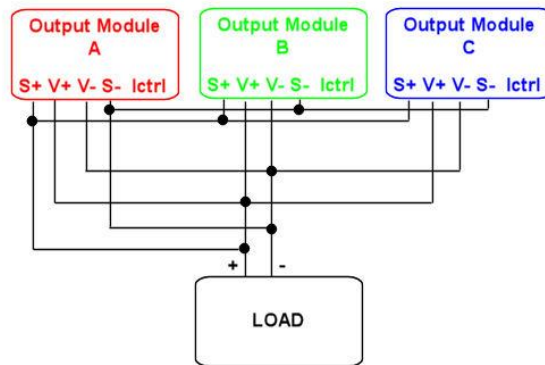 Output Module
A
S+ V+ V- S- Ictrl
Output Module
B
S+ V+ V- S- Ictrl
Output Module
C
S+ V+ V- S- Ictrl
+ -
LOAD